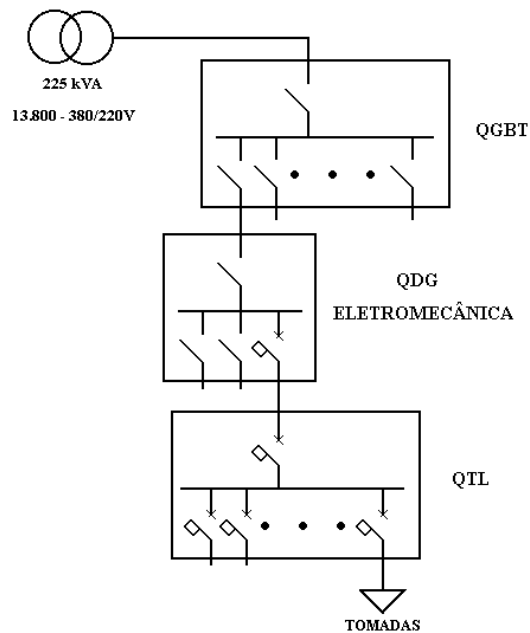 225 kVA
13.800 - 380/220V
QGBT
QDG
ELETROMECÂNICA
QTL
TOMADAS